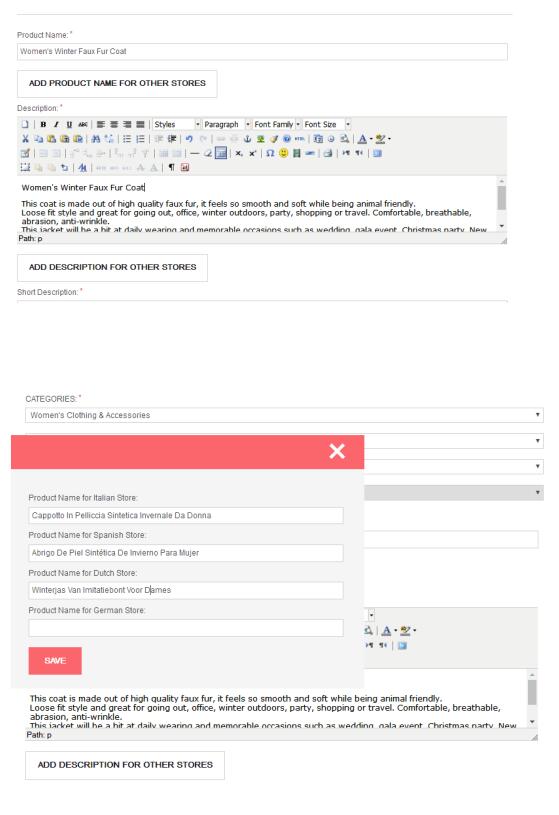 Product Name: *
Women's Winter Faux Fur Coat
ADD PRODUCT NAME FOR OTHER STORES
Description: *
B I U ABC Styles Paragraph Font Family Font Size
HTML
Women's Winter Faux Fur Coat
This coat is made out of high quality faux fur, it feels so smooth and soft while being animal friendly.
Loose fit style and great for going out, office, winter outdoors, party, shopping or travel. Comfortable, breathable,
abrasion, anti-wrinkle.
This jacket will be a hit at daily wearing and memorable occasions such as wedding, gala event, Christmas party, New
Path: p
ADD DESCRIPTION FOR OTHER STORES
Short Description: *
CATEGORIES: *
Women's Clothing & Accessories
Product Name for Italian Store:
Cappotto In Pelliccia Sintetica Invernale Da Donna
Product Name for Spanish Store:
Abrigo De Piel Sintética De Invierno Para Mujer
Product Name for Dutch Store:
Winterjas Van Imitatiebont Voor Dames
Product Name for German Store:
SAVE
This coat is made out of high quality faux fur, it feels so smooth and soft while being animal friendly.
Loose fit style and great for going out, office, winter outdoors, party, shopping or travel. Comfortable, breathable,
abrasion, anti-wrinkle.
This jacket will be a hit at daily wearing and memorable occasions such as wedding, gala event, Christmas party, New
Path: p
ADD DESCRIPTION FOR OTHER STORES